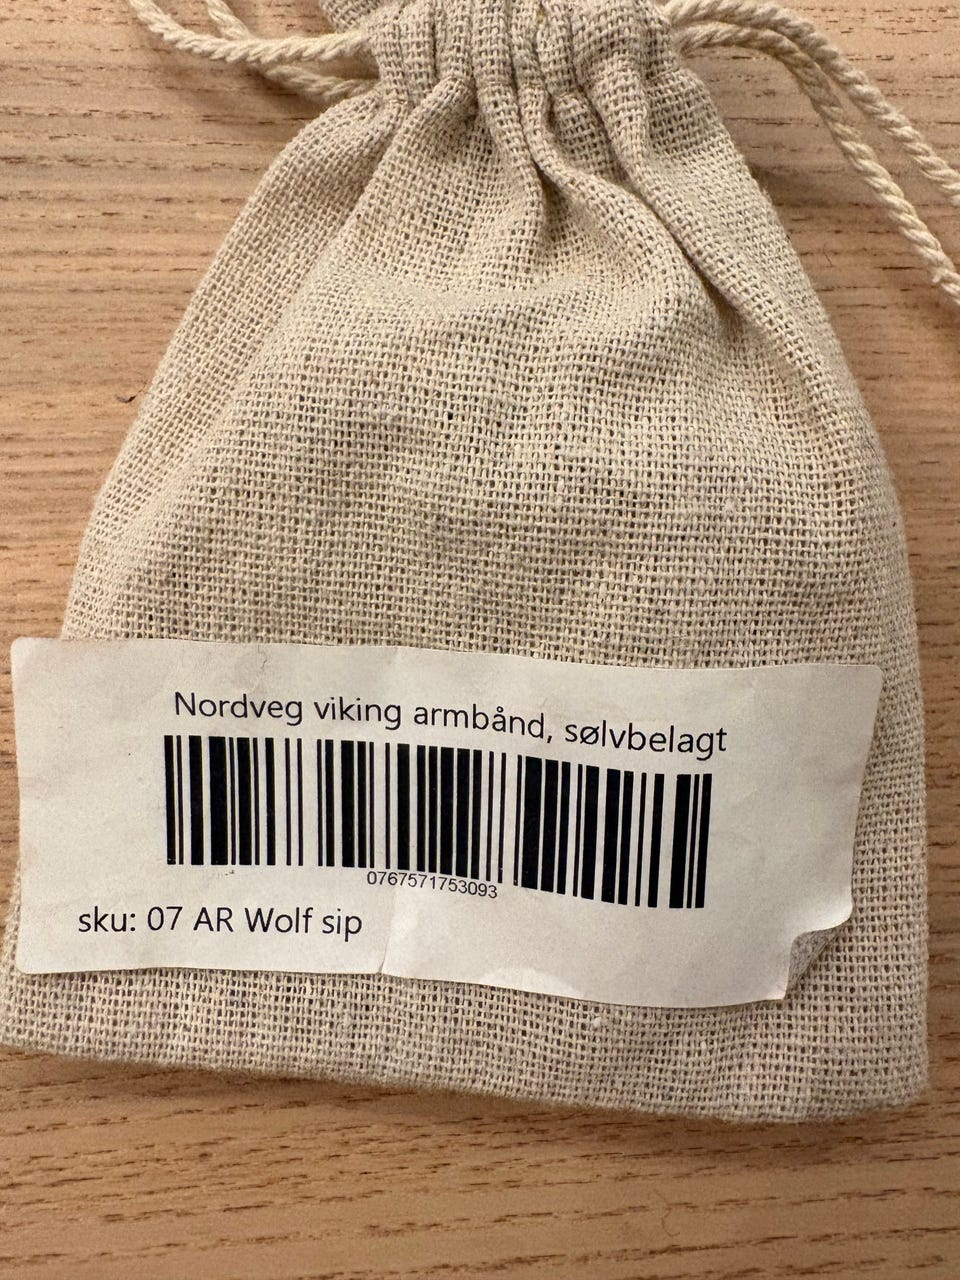 Nordveg viking armbånd, sølvbelagt
0767571753093
sku: 07 AR Wolf sip